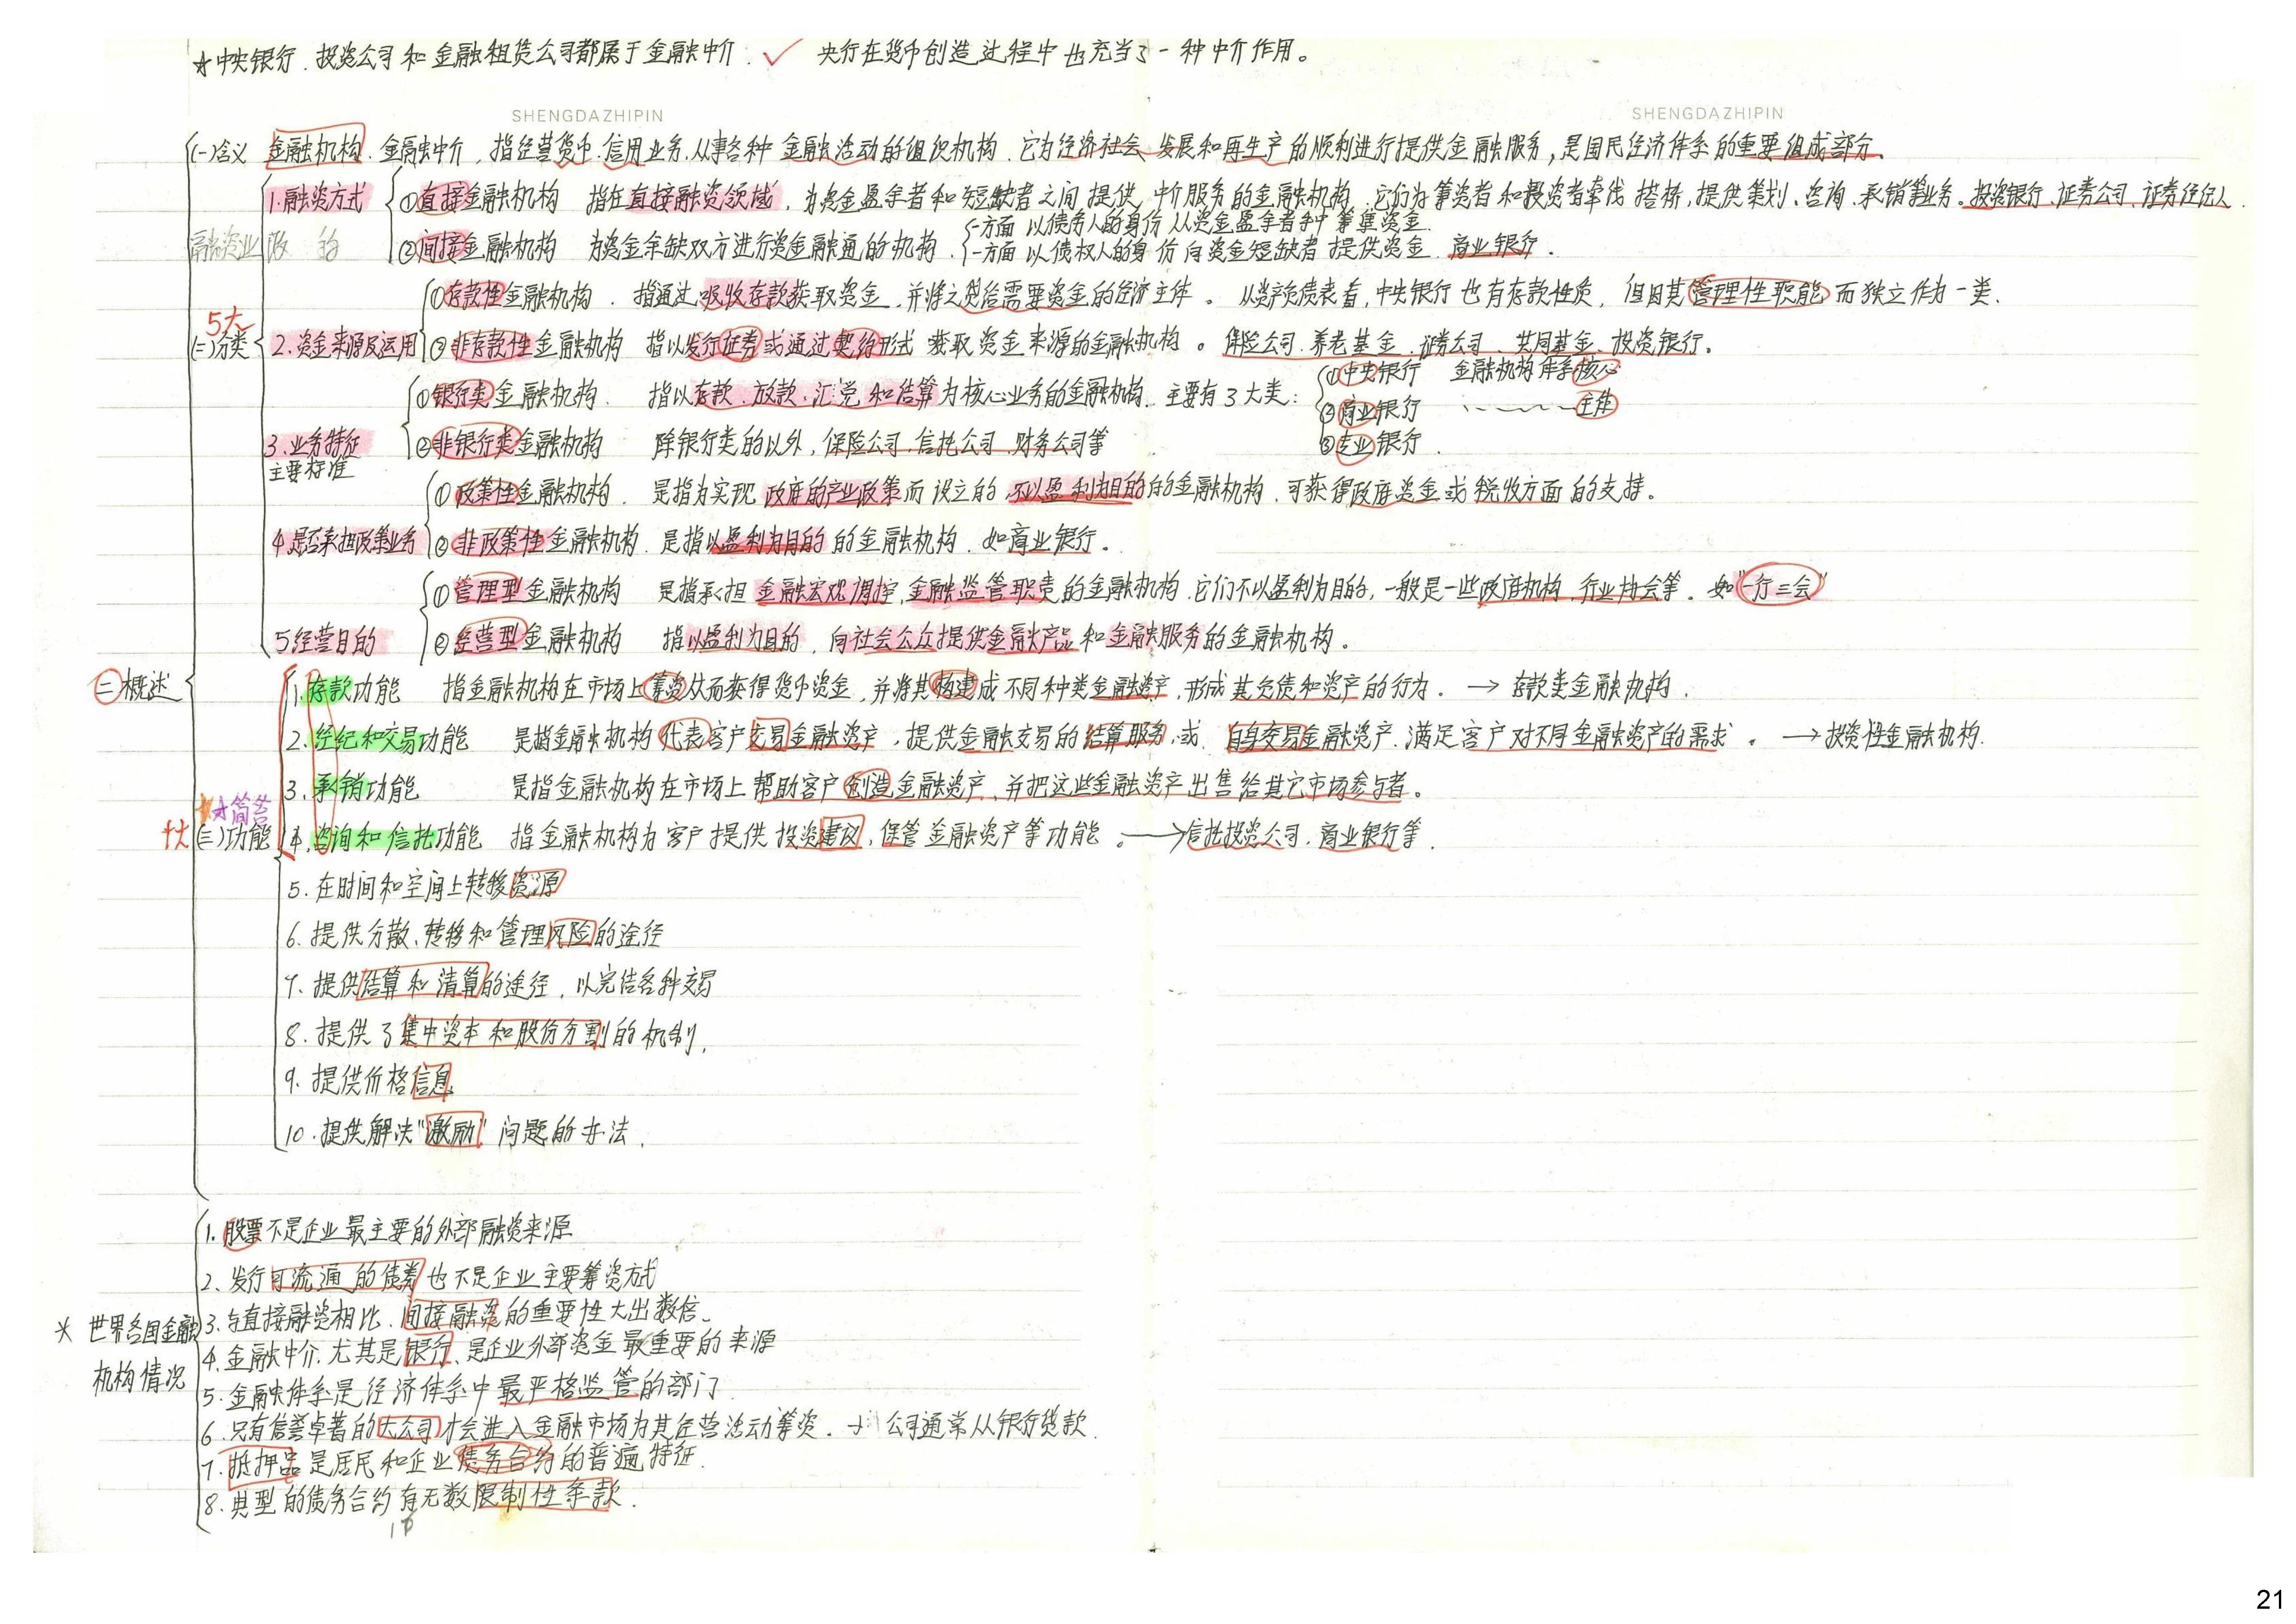 ☆中央银行、投资公司和金融租赁公司都属于金融中介. ✓ 央行在货币创造过程中也充当了一种中介作用。
SHENGDAZHIPIN
SHENGDAZHIPIN
(一)含义 金融机构.金融中介,指经营货币.信用业务.从事各种金融活动的组织机构.它为经济社会发展和再生产的顺利进行提供金融服务,是国民经济体系的重要组成部分.
1.融资方式
①直接金融机构 指在直接融资领域,为资金盈余者和短缺者之间提供中介服务的金融机构.它们为筹资者和投资者牵线搭桥,提供策划、咨询、承销等业务。投资银行、证券公司、证券经纪人.
融资业政的
②间接金融机构 为资金余缺双方进行资金融通的机构.
一方面以债务人的身份从资金盈余者手中筹集资金.
一方面以债权人的身份向资金短缺者提供资金.商业银行.
5大
(二)分类
2.资金来源及运用
①存款性金融机构.指通过吸收存款获取资金,并将之贷给需要资金的经济主体。从资产负债表看,中央银行也有存款性质,但因其管理性职能而独立作为一类.
②非存款性金融机构 指以发行证券或通过契约形式获取资金来源的金融机构。保险公司.养老基金.证券公司、共同基金、投资银行。
3.业务特征
主要标准
①银行类金融机构.指以存款、放款、汇兑和结算为核心业务的金融机构.主要有3大类:
①中央银行 金融机构体系核心
②商业银行 ﹏﹏主体
③专业银行.
②非银行类金融机构 除银行类的以外,保险公司.信托公司.财务公司等
4.是否承担政策业务
①政策性金融机构.是指为实现政府的产业政策而设立的不以盈利为目的的金融机构.可获得政府资金或税收方面的支持。
②非政策性金融机构.是指以盈利为目的的金融机构.如商业银行。
5经营目的
①管理型金融机构 是指承担金融宏观调控,金融监管职责的金融机构.它们不以盈利为目的,一般是一些政府机构,行业协会等.如"一行三会"
②经营型金融机构 指以盈利为目的,向社会公众提供金融产品和金融服务的金融机构。
㊁概述
十大 ☆☆简答
(三)功能
1.存款功能 指金融机构在市场上筹资从而获得货币资金,并将其构建成不同种类金融资产,形成其负债和资产的行为.→存款类金融机构.
2.经纪和交易功能 是指金融机构代表客户交易金融资产,提供金融交易的结算服务,或自身交易金融资产.满足客户对不同金融资产的需求。→投资性金融机构.
3.承销功能 是指金融机构在市场上帮助客户创造金融资产、并把这些金融资产出售给其它市场参与者。
4.咨询和信托功能 指金融机构为客户提供投资建议,保管金融资产等功能。→信托投资公司.商业银行等.
5.在时间和空间上转移资源
6.提供分散、转移和管理风险的途径
7.提供结算和清算的途径,以完结各种交易
8.提供了集中资本和股份分割的机制.
9.提供价格信息
10.提供解决"激励"问题的办法.
＊世界各国金融机构情况
1.股票不是企业最主要的外部融资来源
2.发行可流通的债券也不是企业主要筹资方式
3.与直接融资相比.间接融资的重要性大出数倍.
4.金融中介.尤其是银行、是企业外部资金最重要的来源
5.金融体系是经济体系中最严格监管的部门
6.只有信誉卓著的大公司才会进入金融市场为其经营活动筹资.小公司通常从银行贷款.
7.抵押品是居民和企业债务合约的普遍特征.
8.典型的债务合约有无数限制性条款.
21